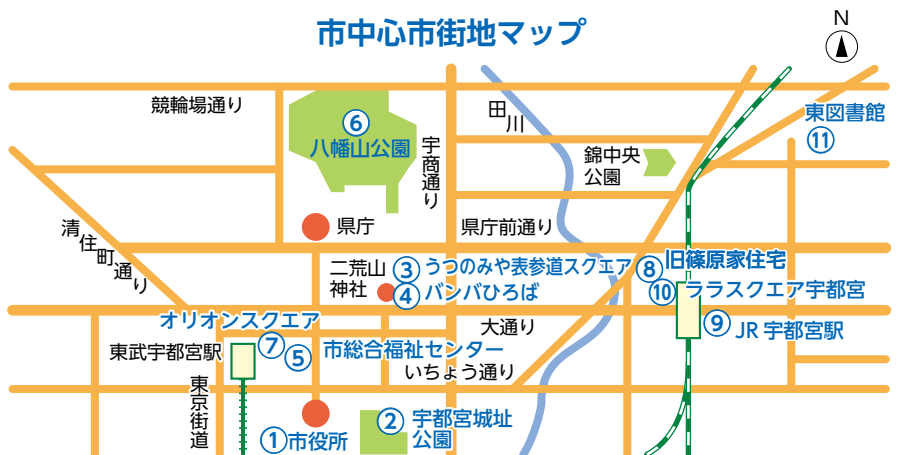 市中心市街地マップ
N
競輪場通り
田川
東図書館
⑪
⑥
八幡山公園
宇商通り
錦中央
公園
清住町通り
県庁
県庁前通り
二荒山
神社
③うつのみや表参道スクエア
④バンバひろば
⑧旧篠原家住宅
⑩ララスクエア宇都宮
⑨JR宇都宮駅
大通り
オリオンスクエア
⑦
東武宇都宮駅
⑤市総合福祉センター
いちょう通り
東京街道
①市役所
②宇都宮城址
公園